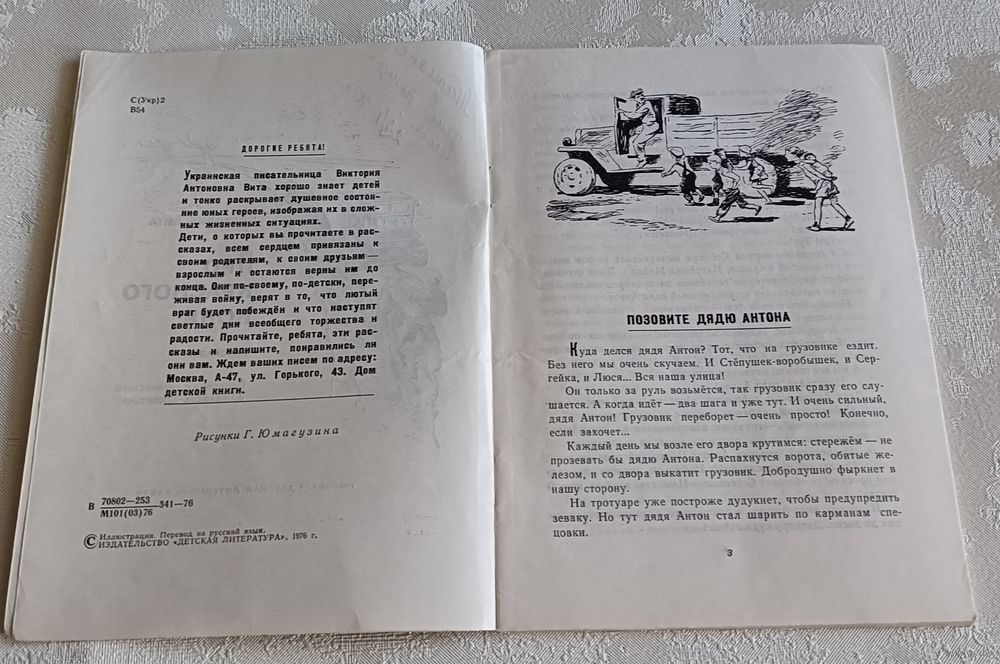 С(Укр)2
В54
ДОРОГИЕ РЕБЯТА!
Украинская писательница Виктория
Антоновна Вита хорошо знает детей
и тонко раскрывает душевное состоя-
ние юных героев, изображая их в слож-
ных жизненных ситуациях.
Дети, о которых вы прочитаете в рас-
сказах, всем сердцем привязаны к
своим родителям, к своим друзьям —
взрослым и остаются верны им до
конца. Они по-своему, по-детски, пере-
живая войну, верят в то, что лютый
враг будет побеждён и что наступят
светлые дни всеобщего торжества и
радости. Прочитайте, ребята, эти рас-
сказы и напишите, понравились ли
они вам. Ждем ваших писем по адресу:
Москва, А-47, ул. Горького, 43. Дом
детской книги.
Рисунки Г. Юмагузина
В 70802—253
М101(03)76 —341—76
© Иллюстрации. Перевод на русский язык.
ИЗДАТЕЛЬСТВО «ДЕТСКАЯ ЛИТЕРАТУРА», 1976 г.
ПОЗОВИТЕ ДЯДЮ АНТОНА
Куда делся дядя Антон? Тот, что на грузовике ездит.
Без него мы очень скучаем. И Стёпушек-воробышек, и Сер-
гейка, и Люся... Вся наша улица!
Он только за руль возьмётся, так грузовик сразу его слу-
шается. А когда идёт — два шага и уже тут. И очень сильный,
дядя Антон! Грузовик переборет — очень просто! Конечно,
если захочет...
Каждый день мы возле его двора крутимся: стережём — не
прозевать бы дядю Антона. Распахнутся ворота, обитые же-
лезом, и со двора выкатит грузовик. Добродушно фыркнет в
нашу сторону.
На тротуаре уже построже дудукнет, чтобы предупредить
зеваку. Но тут дядя Антон стал шарить по карманам спе-
цовки.
3